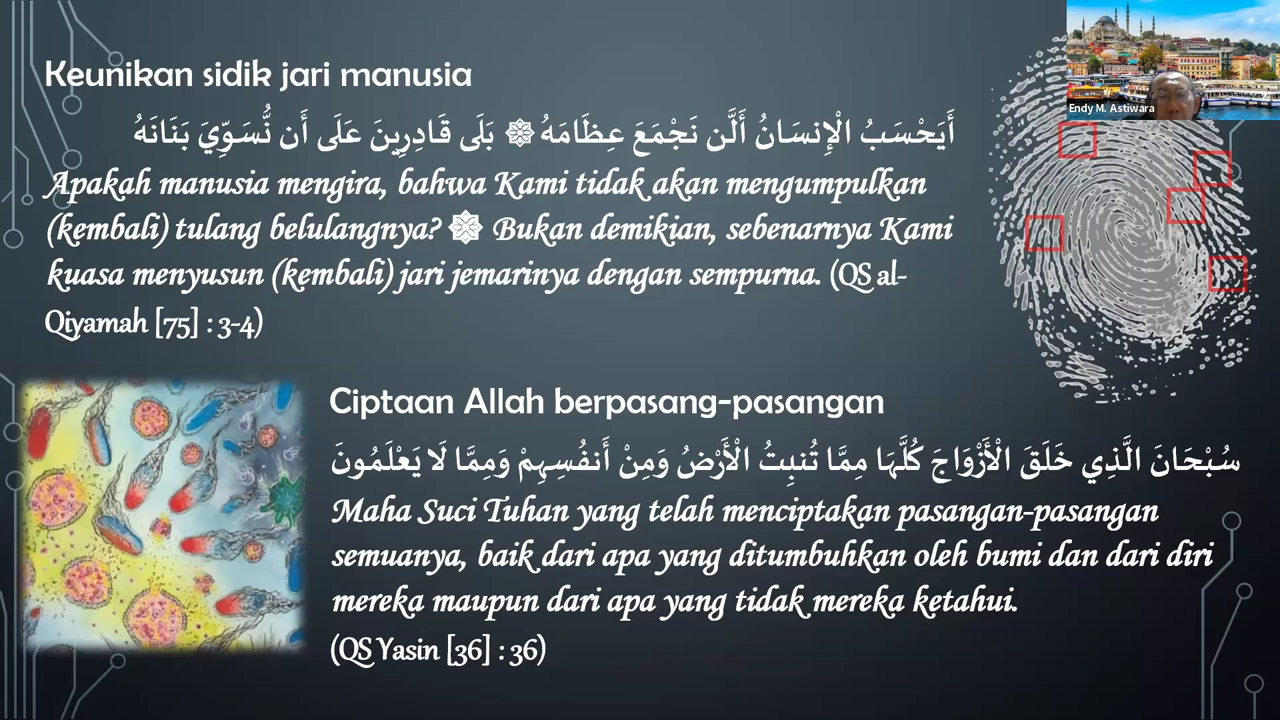 Keunikan sidik jari manusia
أَيَحْسَبُ الْإِنسَانُ أَلَّن نَجْمَعَ عِظَامَهُ ۞ بَلَى قَادِرِينَ عَلَى أَن نُّسَوِّيَ بَنَانَهُ
Apakah manusia mengira, bahwa Kami tidak akan mengumpulkan
(kembali) tulang belulangnya? ۞ Bukan demikian, sebenarnya Kami
kuasa menyusun (kembali) jari jemarinya dengan sempurna. (QS al-
Qiyamah [75] : 3-4)
Endy M. Astiwara
Ciptaan Allah berpasang-pasangan
سُبْحَانَ الَّذِي خَلَقَ الْأَزْوَاجَ كُلَّهَا مِمَّا تُنبِتُ الْأَرْضُ وَمِنْ أَنفُسِهِمْ وَمِمَّا لَا يَعْلَمُونَ
Maha Suci Tuhan yang telah menciptakan pasangan-pasangan
semuanya, baik dari apa yang ditumbuhkan oleh bumi dan dari diri
mereka maupun dari apa yang tidak mereka ketahui.
(QS Yasin [36] : 36)